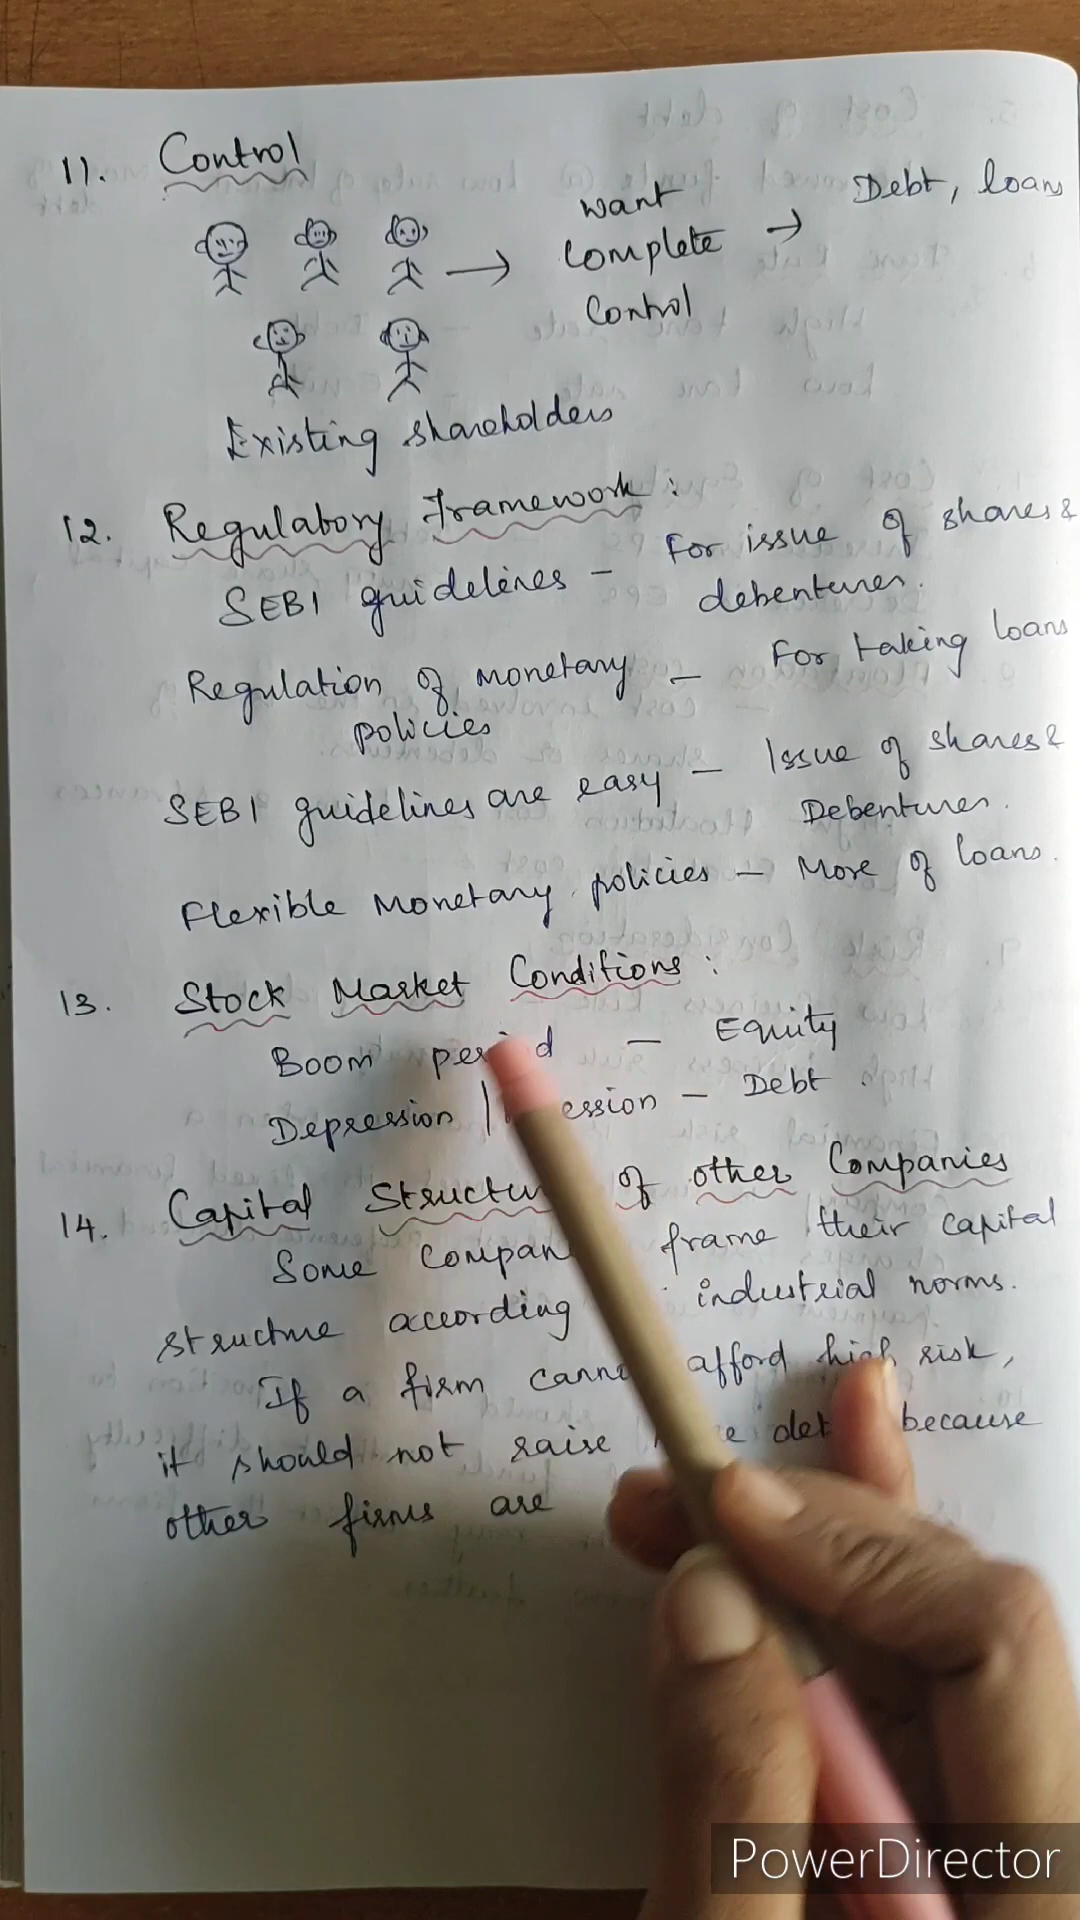 11. Control
want complete control → Debt, loans
Existing shareholders
12. Regulatory Framework :
SEBI guidelines - For issue of shares &
debentures.
Regulation of monetary - For taking loans
policies
SEBI guidelines are easy - Issue of shares &
Debentures.
Flexible Monetary policies - More of loans.
13. Stock Market Conditions :
Boom period - Equity
Depression / - Debt.
14. Capital Structure of other Companies
Some frame their capital
structure according industrial norms.
If a firm afford high risk,
it should not raise because
other firms are
PowerDirector